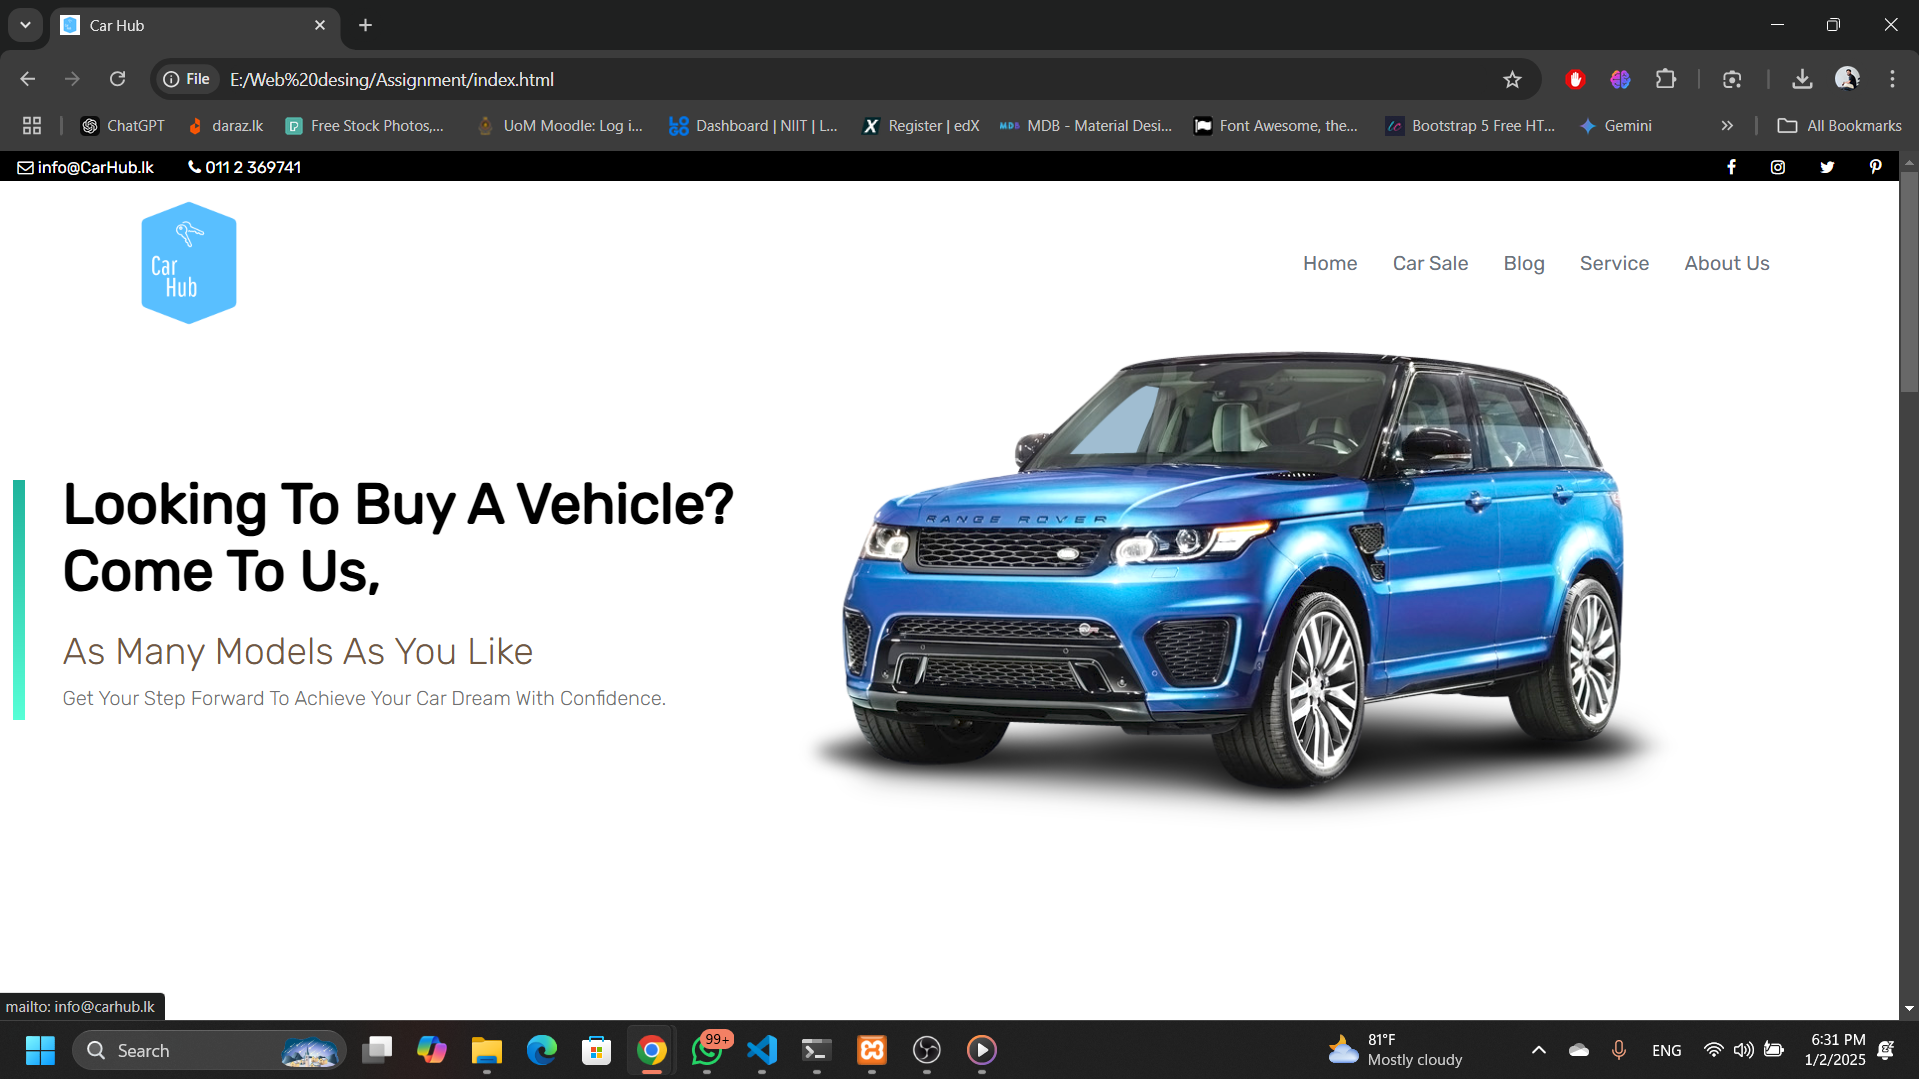 Car Hub
File
E:/Web%20desing/Assignment/index.html
ChatGPT
daraz.lk
Free Stock Photos,...
UoM Moodle: Log i...
Dashboard | NIIT | L...
Register | edX
MDB - Material Desi...
Font Awesome, the...
Bootstrap 5 Free HT...
Gemini
All Bookmarks
info@CarHub.lk
011 2 369741
Car
Hub
Home
Car Sale
Blog
Service
About Us
RANGE ROVER
Looking To Buy A Vehicle?
Come To Us,
As Many Models As You Like
Get Your Step Forward To Achieve Your Car Dream With Confidence.
mailto: info@carhub.lk
Search
99+
81°F
Mostly cloudy
ENG
6:31 PM
1/2/2025